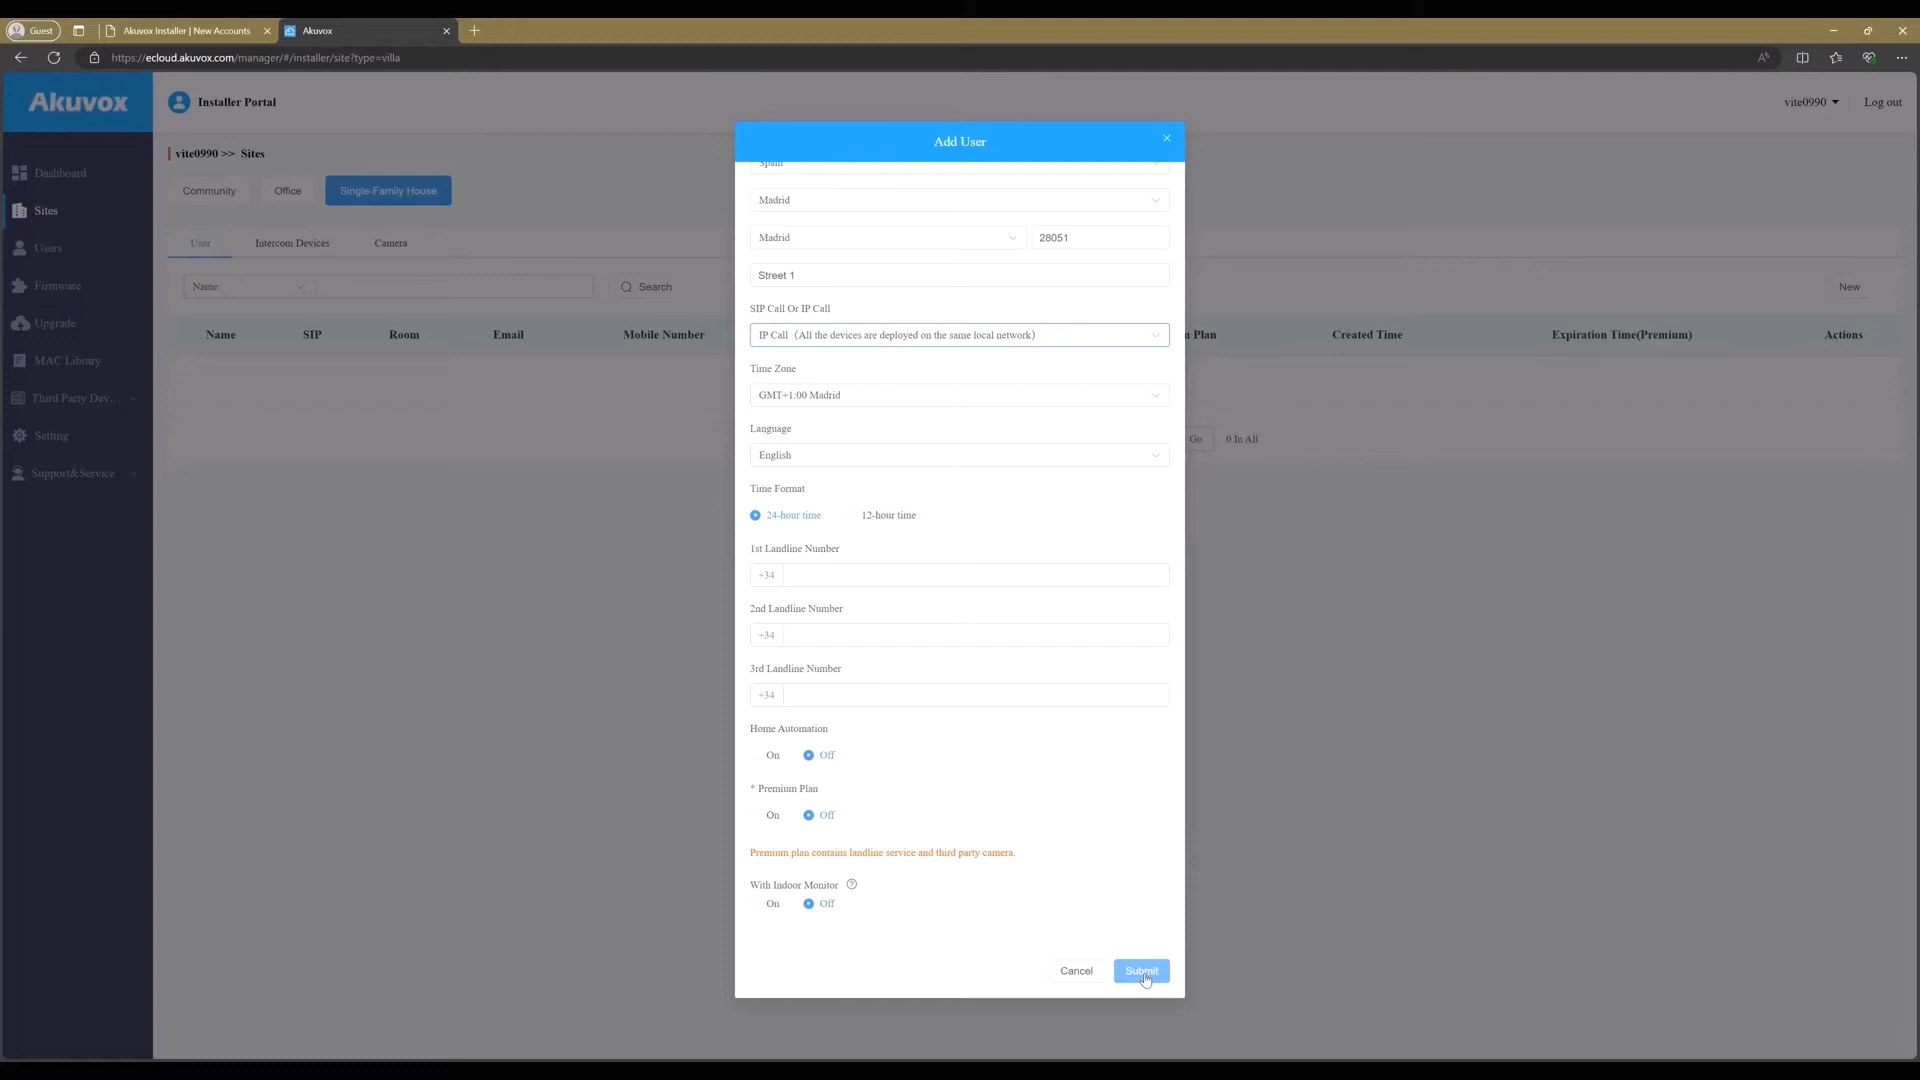 Guest
Akuvox Installer | New Accounts
Akuvox
https://ecloud.akuvox.com/manager/#/installer/site?type=villa
Akuvox
Installer Portal
vite0990
Log out
vite0990 >> Sites
Community
Office
Single-Family House
Dashboard
Sites
Users
Firmware
Upgrade
MAC Library
Third Party Dev...
Setting
Support&Service
User
Intercom Devices
Camera
Name
Search
New
Name
SIP
Room
Email
Mobile Number
Plan
Created Time
Expiration Time(Premium)
Actions
Go
0 In All
Add User
Spain
Madrid
Madrid
28051
Street 1
SIP Call Or IP Call
IP Call（All the devices are deployed on the same local network）
Time Zone
GMT+1:00 Madrid
Language
English
Time Format
24-hour time
12-hour time
1st Landline Number
+34
2nd Landline Number
+34
3rd Landline Number
+34
Home Automation
On
Off
* Premium Plan
On
Off
Premium plan contains landline service and third party camera.
With Indoor Monitor
On
Off
Cancel
Submit